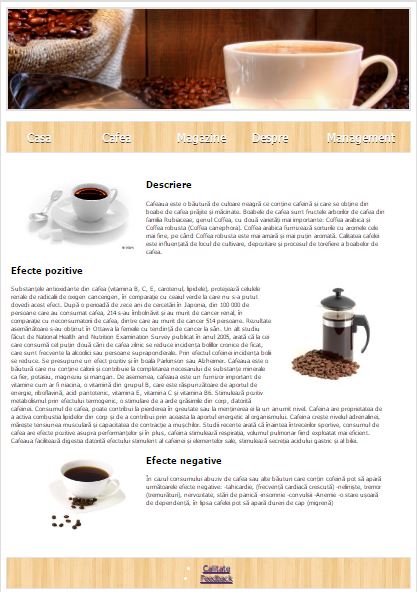 Casa Cafea Magazine Despre Management
Descriere
Cafeaua este o băutură de culoare neagră ce conține cafeină și care se obține din
boabe de cafea prăjite și măcinate. Boabele de cafea sunt fructele arborilor de cafea din
familia Rubiaceae, genul Coffea, cu două varietăți mai importante: Coffea arabica și
Coffea robusta (Coffea canephora). Coffea arabica furnizează sorturile cu aromele cele
mai fine, pe când Coffea robusta este mai amară și mai puțin aromată. Calitatea cafelei
este influențată de locul de cultivare, depozitare și procesul de torefiere a boabelor de
cafea.
Efecte pozitive
Substanțele antioxidante din cafea (vitamina B, C, E, carotenul, lipidele), protejează celulele
renale de radicalii de oxigen cancerigen, în comparație cu ceaiul verde la care nu s-a putut
dovedi acest efect. După o perioadă de zece ani de cercetări în Japonia, din 100 000 de
persoane care au consumat cafea, 214 s-au îmbolnăvit și au murit de cancer renal, în
comparație cu neconsumatorii de cafea, dintre care au murit de cancer 514 persoane. Rezultate
asemănătoare s-au obținut în Ottawa la femeile cu tendință de cancer la sân. Un alt studiu
făcut de National Health and Nutrition Examination Survey publicat în anul 2005, arată că la cei
care consumă cel puțin două căni de cafea zilnic se reduce incidența bolilor cronice de ficat,
care sunt frecvente la alcoolici sau persoane supraponderale. Prin efectul cofeinei incidența bolii
se reduce. Se presupune un efect pozitiv și în boala Parkinson sau Alzheimer. Cafeaua este o
băutură care nu conține calorii și contribuie la completarea necesarului de substanțe minerale
ca fier, potasiu, magneziu și mangan. De asemenea, cafeaua este un furnizor important de
vitamine cum ar fi niacina, o vitamină din grupul B, care este răspunzătoare de aportul de
energie, riboflavină, acid pantotenic, vitamina E, vitamina C și vitamina B6. Stimulează pozitiv
metabolismul prin efectului termogenic, o stimulare de a arde grăsimile din corp, datorită
cafeinei. Consumul de cafea, poate contribui la pierderea în greutate sau la menținerea ei la un anumit nivel. Cafeina are proprietatea de
a activa combustia lipidelor din corp și de a contribui prin aceasta la aportul energetic al organismului. Cafeina crește nivelul adrenalinei,
mărește tensiunea musculară și capacitatea de contracție a mușchilor. Studii recente arată că înaintea întrecerilor sportive, consumul de
cafea are efecte pozitive asupra performanțelor și în plus, cafeina stimulează respirația, volumul pulmonar fiind exploatat mai eficient.
Cafeaua facilitează digestia datorită efectului stimulent al cafeinei și elementelor sale, stimulează secreția acidului gastric și al bilei.
Efecte negative
În cazul consumului abuziv de cafea sau alte băuturi care conțin cofeină pot să apară
următoarele efecte negative: -tahicardie, (frecvență cardiacă crescută) -neliniște, tremor
(tremurături), nervozitate, stări de panică -insomnie -convulsii -Anemie -o stare ușoară
de dependență, în lipsa cafelei pot să apară dureri de cap (migrenă)
Calitate
Feedback